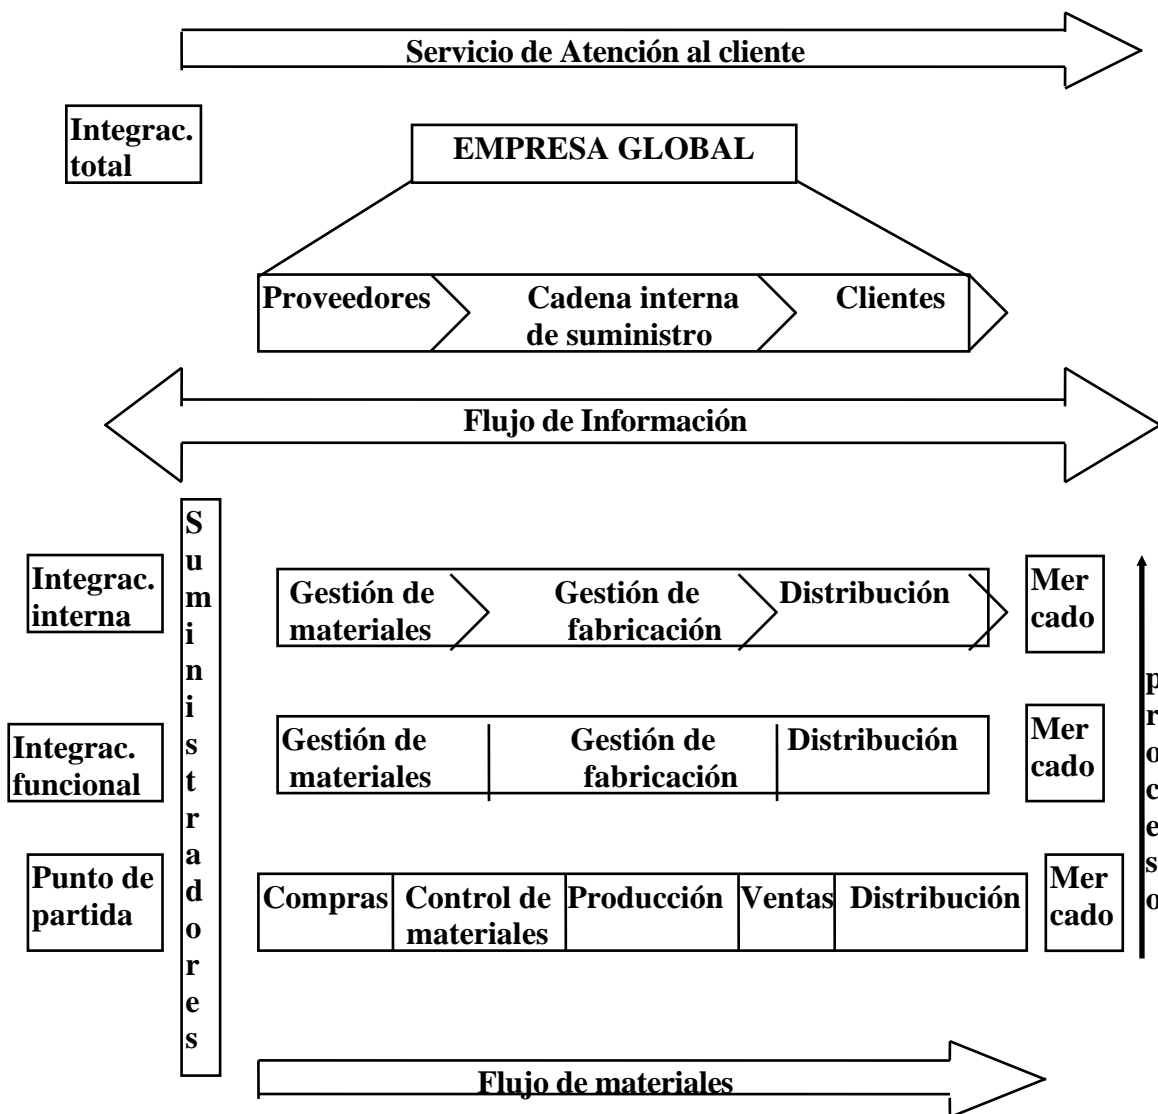 Servicio de Atención al cliente
Integrac.
total
EMPRESA GLOBAL
Proveedores
Cadena interna
de suministro
Clientes
Flujo de Información
Suministradores
Integrac.
interna
Gestión de
materiales
Gestión de
fabricación
Distribución
Mer
cado
Integrac.
funcional
Gestión de
materiales
Gestión de
fabricación
Distribución
Mer
cado
proceso
Punto de
partida
Compras
Control de
materiales
Producción
Ventas
Distribución
Mer
cado
Flujo de materiales